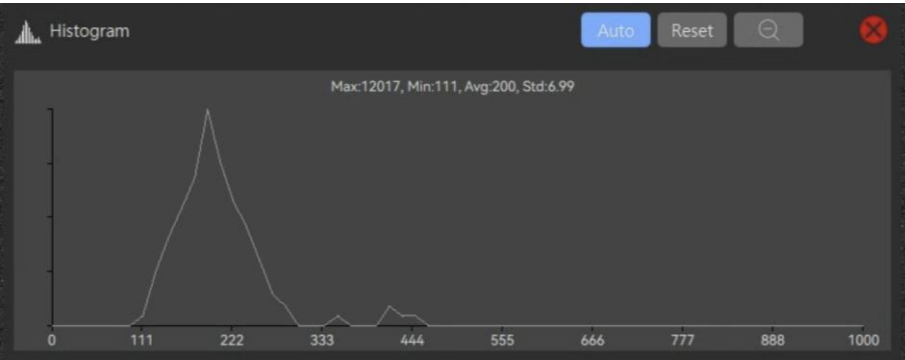 Histogram
Auto
Reset
Max:12017, Min:111, Avg:200, Std:6.99
0 111 222 333 444 555 666 777 888 1000